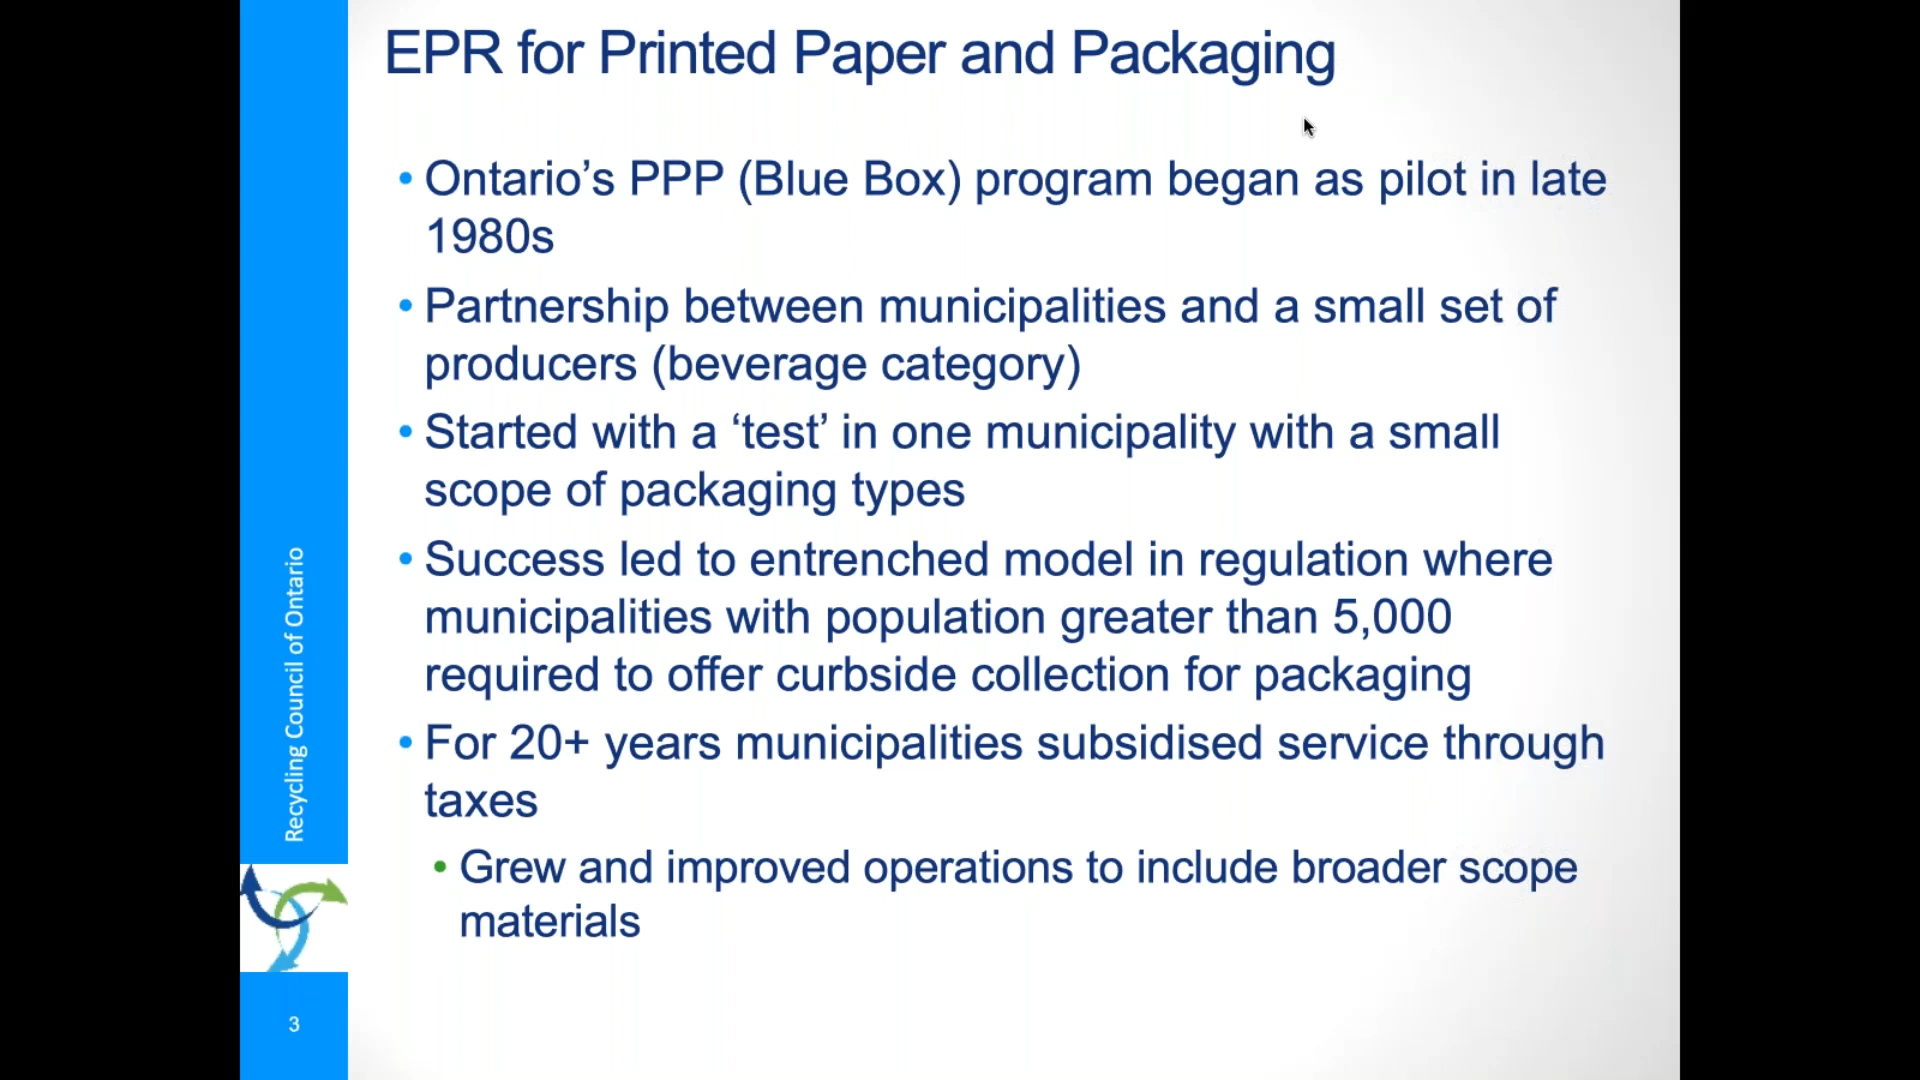 EPR for Printed Paper and Packaging
• Ontario’s PPP (Blue Box) program began as pilot in late
1980s
• Partnership between municipalities and a small set of
producers (beverage category)
• Started with a ‘test’ in one municipality with a small
scope of packaging types
• Success led to entrenched model in regulation where
municipalities with population greater than 5,000
required to offer curbside collection for packaging
• For 20+ years municipalities subsidised service through
taxes
• Grew and improved operations to include broader scope
materials
Recycling Council of Ontario
3